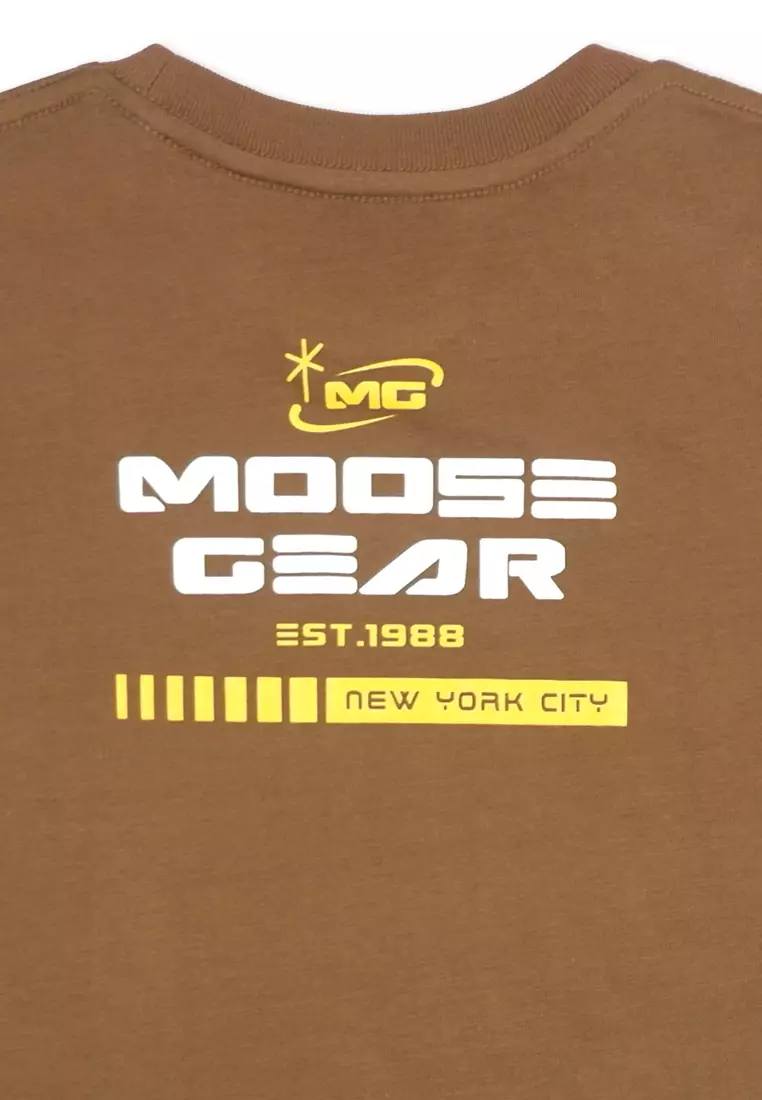 MG
MOOSE
GEAR
EST.1988
NEW YORK CITY